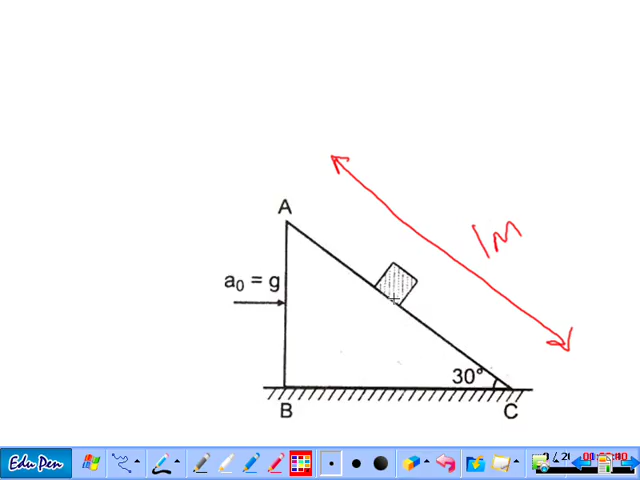 A
1M
a₀ = g
30°
B
C
Edu Pen